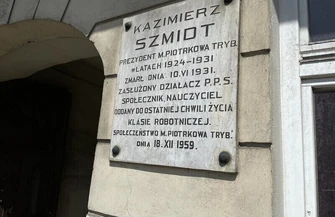 KAZIMIERZ
SZMIDT
PREZYDENT M. PIOTRKOWA TRYB.
W LATACH 1924-1931
ZMARŁ DNIA 10.VI 1931.
ZASŁUŻONY DZIAŁACZ P.P.S.
SPOŁECZNIK, NAUCZYCIEL
ODDANY DO OSTATNIEJ CHWILI ŻYCIA
KLASIE ROBOTNICZEJ.
SPOŁECZEŃSTWO M. PIOTRKOWA TRYB.
DNIA 18.XII 1959.